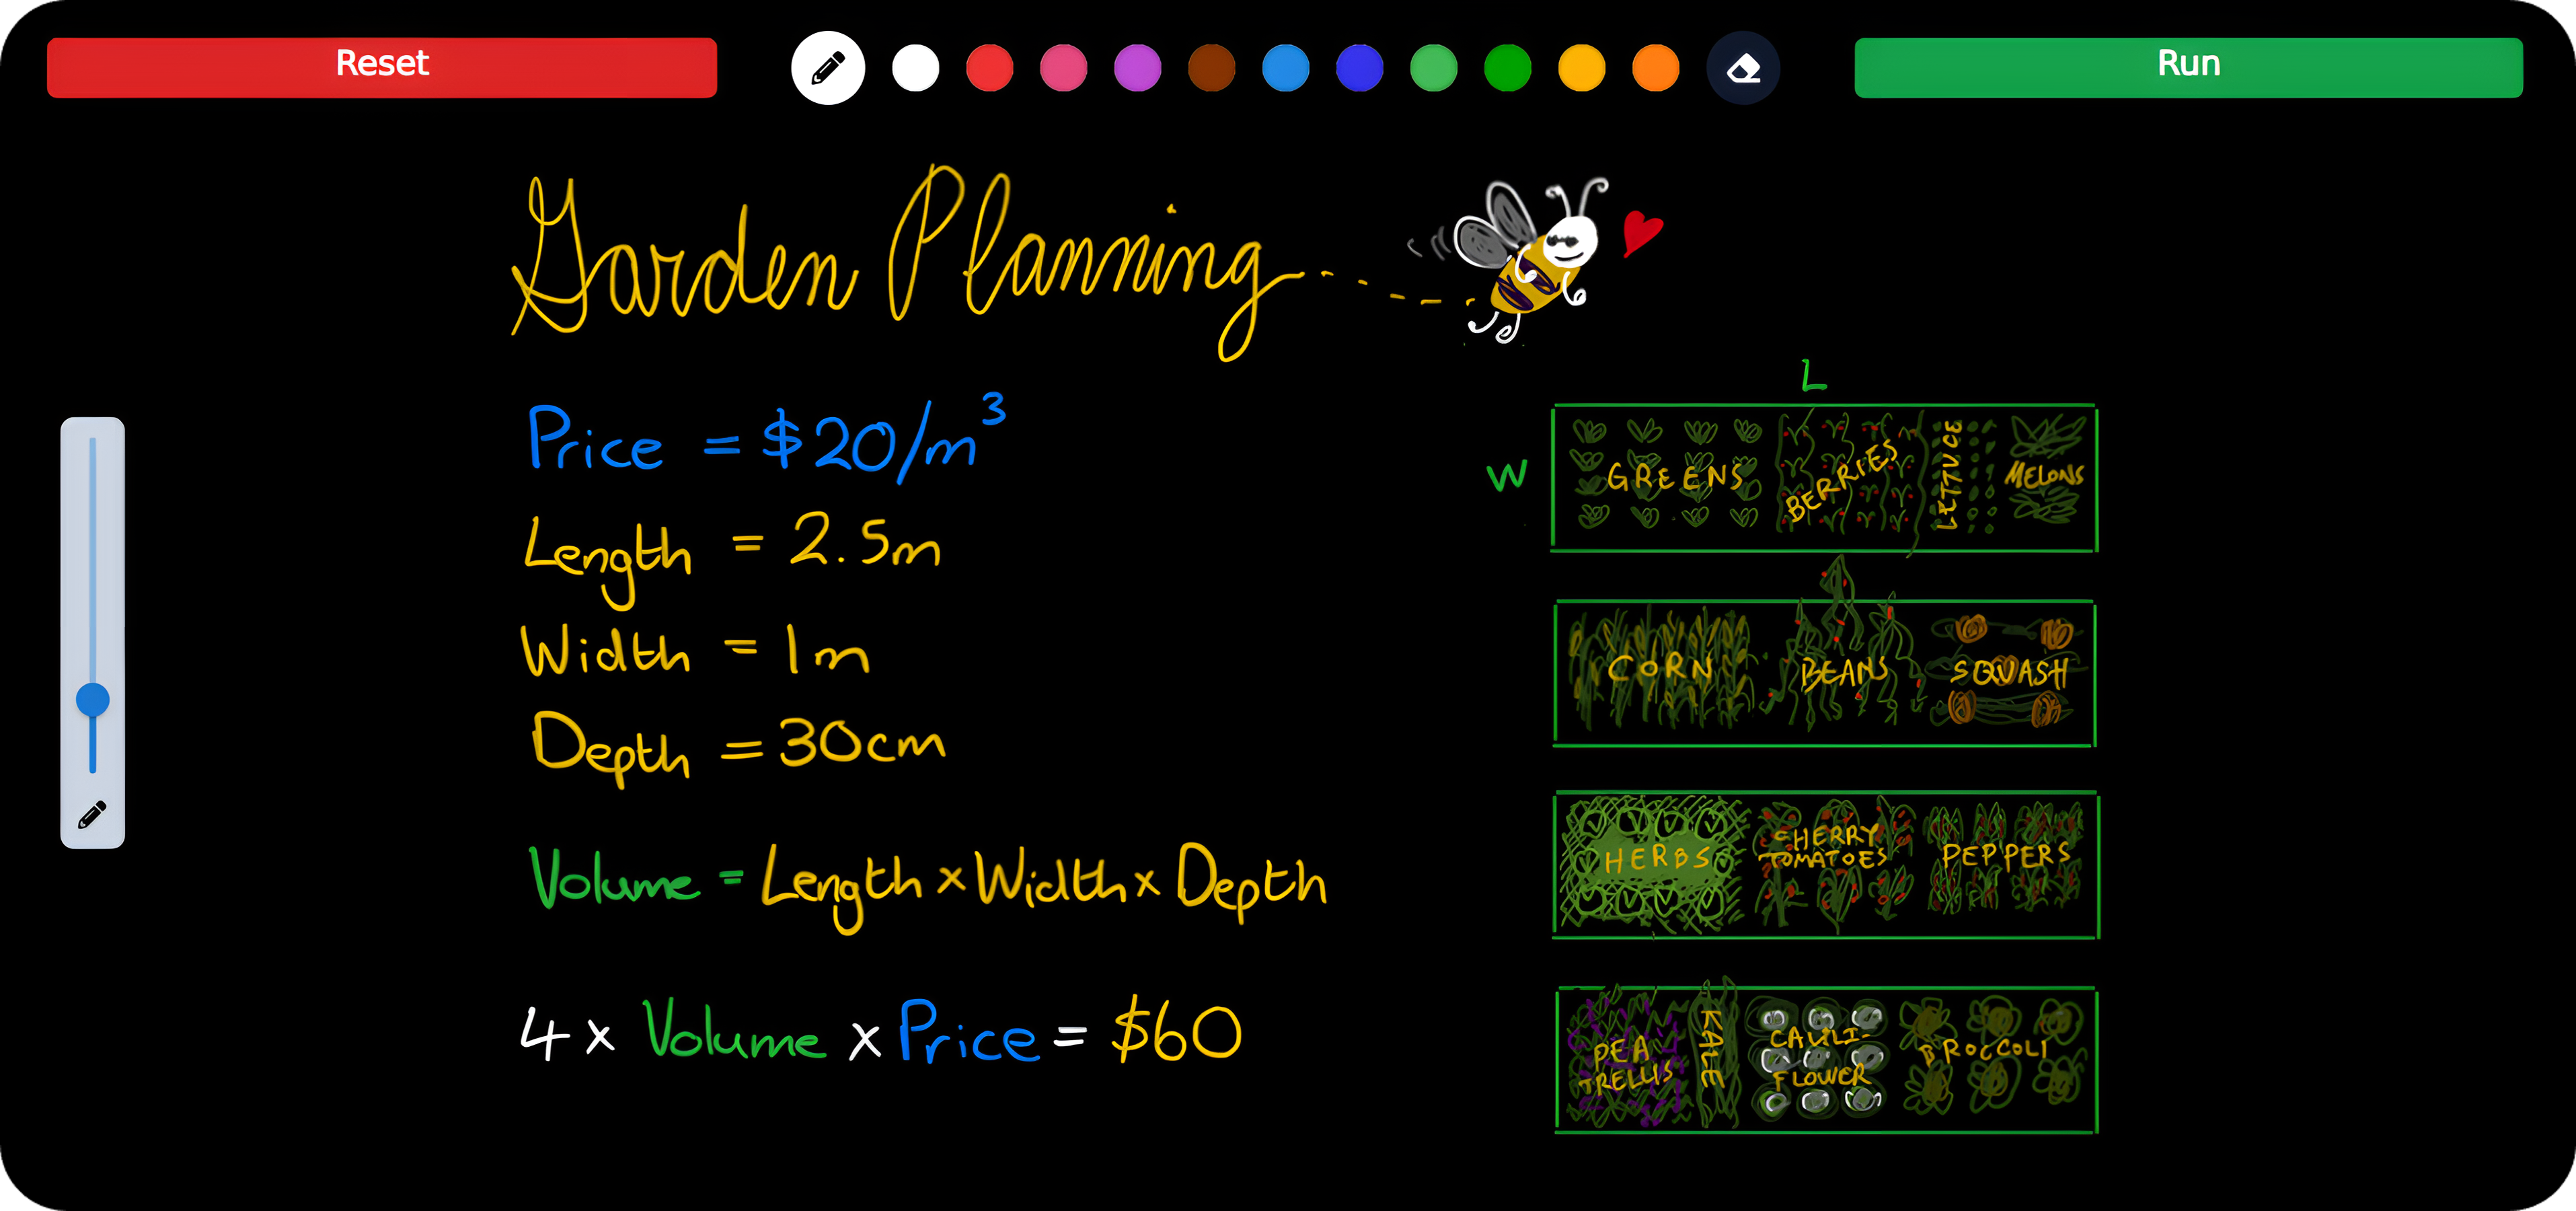 Reset
Run
Garden Planning
Price = $20/m³
Length = 2.5m
Width = 1m
Depth = 30cm
Volume = Length × Width × Depth
4 × Volume × Price = $60
L
W
GREENS
BERRIES
LETTUCE
MELONS
CORN
BEANS
SQUASH
HERBS
CHERRY
TOMATOES
PEPPERS
PEA
TRELLIS
KALE
CAULI-
FLOWER
BROCCOLI